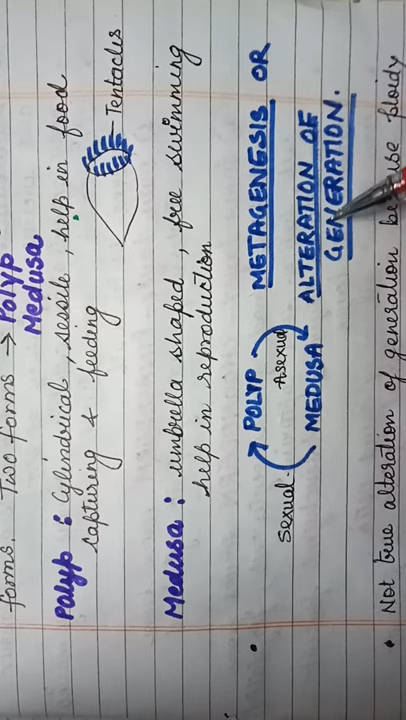 forms. Two forms → Polyp
Medusa
Polyp : Cylindrical, sessile, help in food
capturing & feeding
Tentacles
Medusa : umbrella shaped, free swimming
help in reproduction
• POLYP
Sexual Asexual
MEDUSA
METAGENESIS OR
ALTERATION OF
GENERATION.
• Not true alteration of generation ploidy